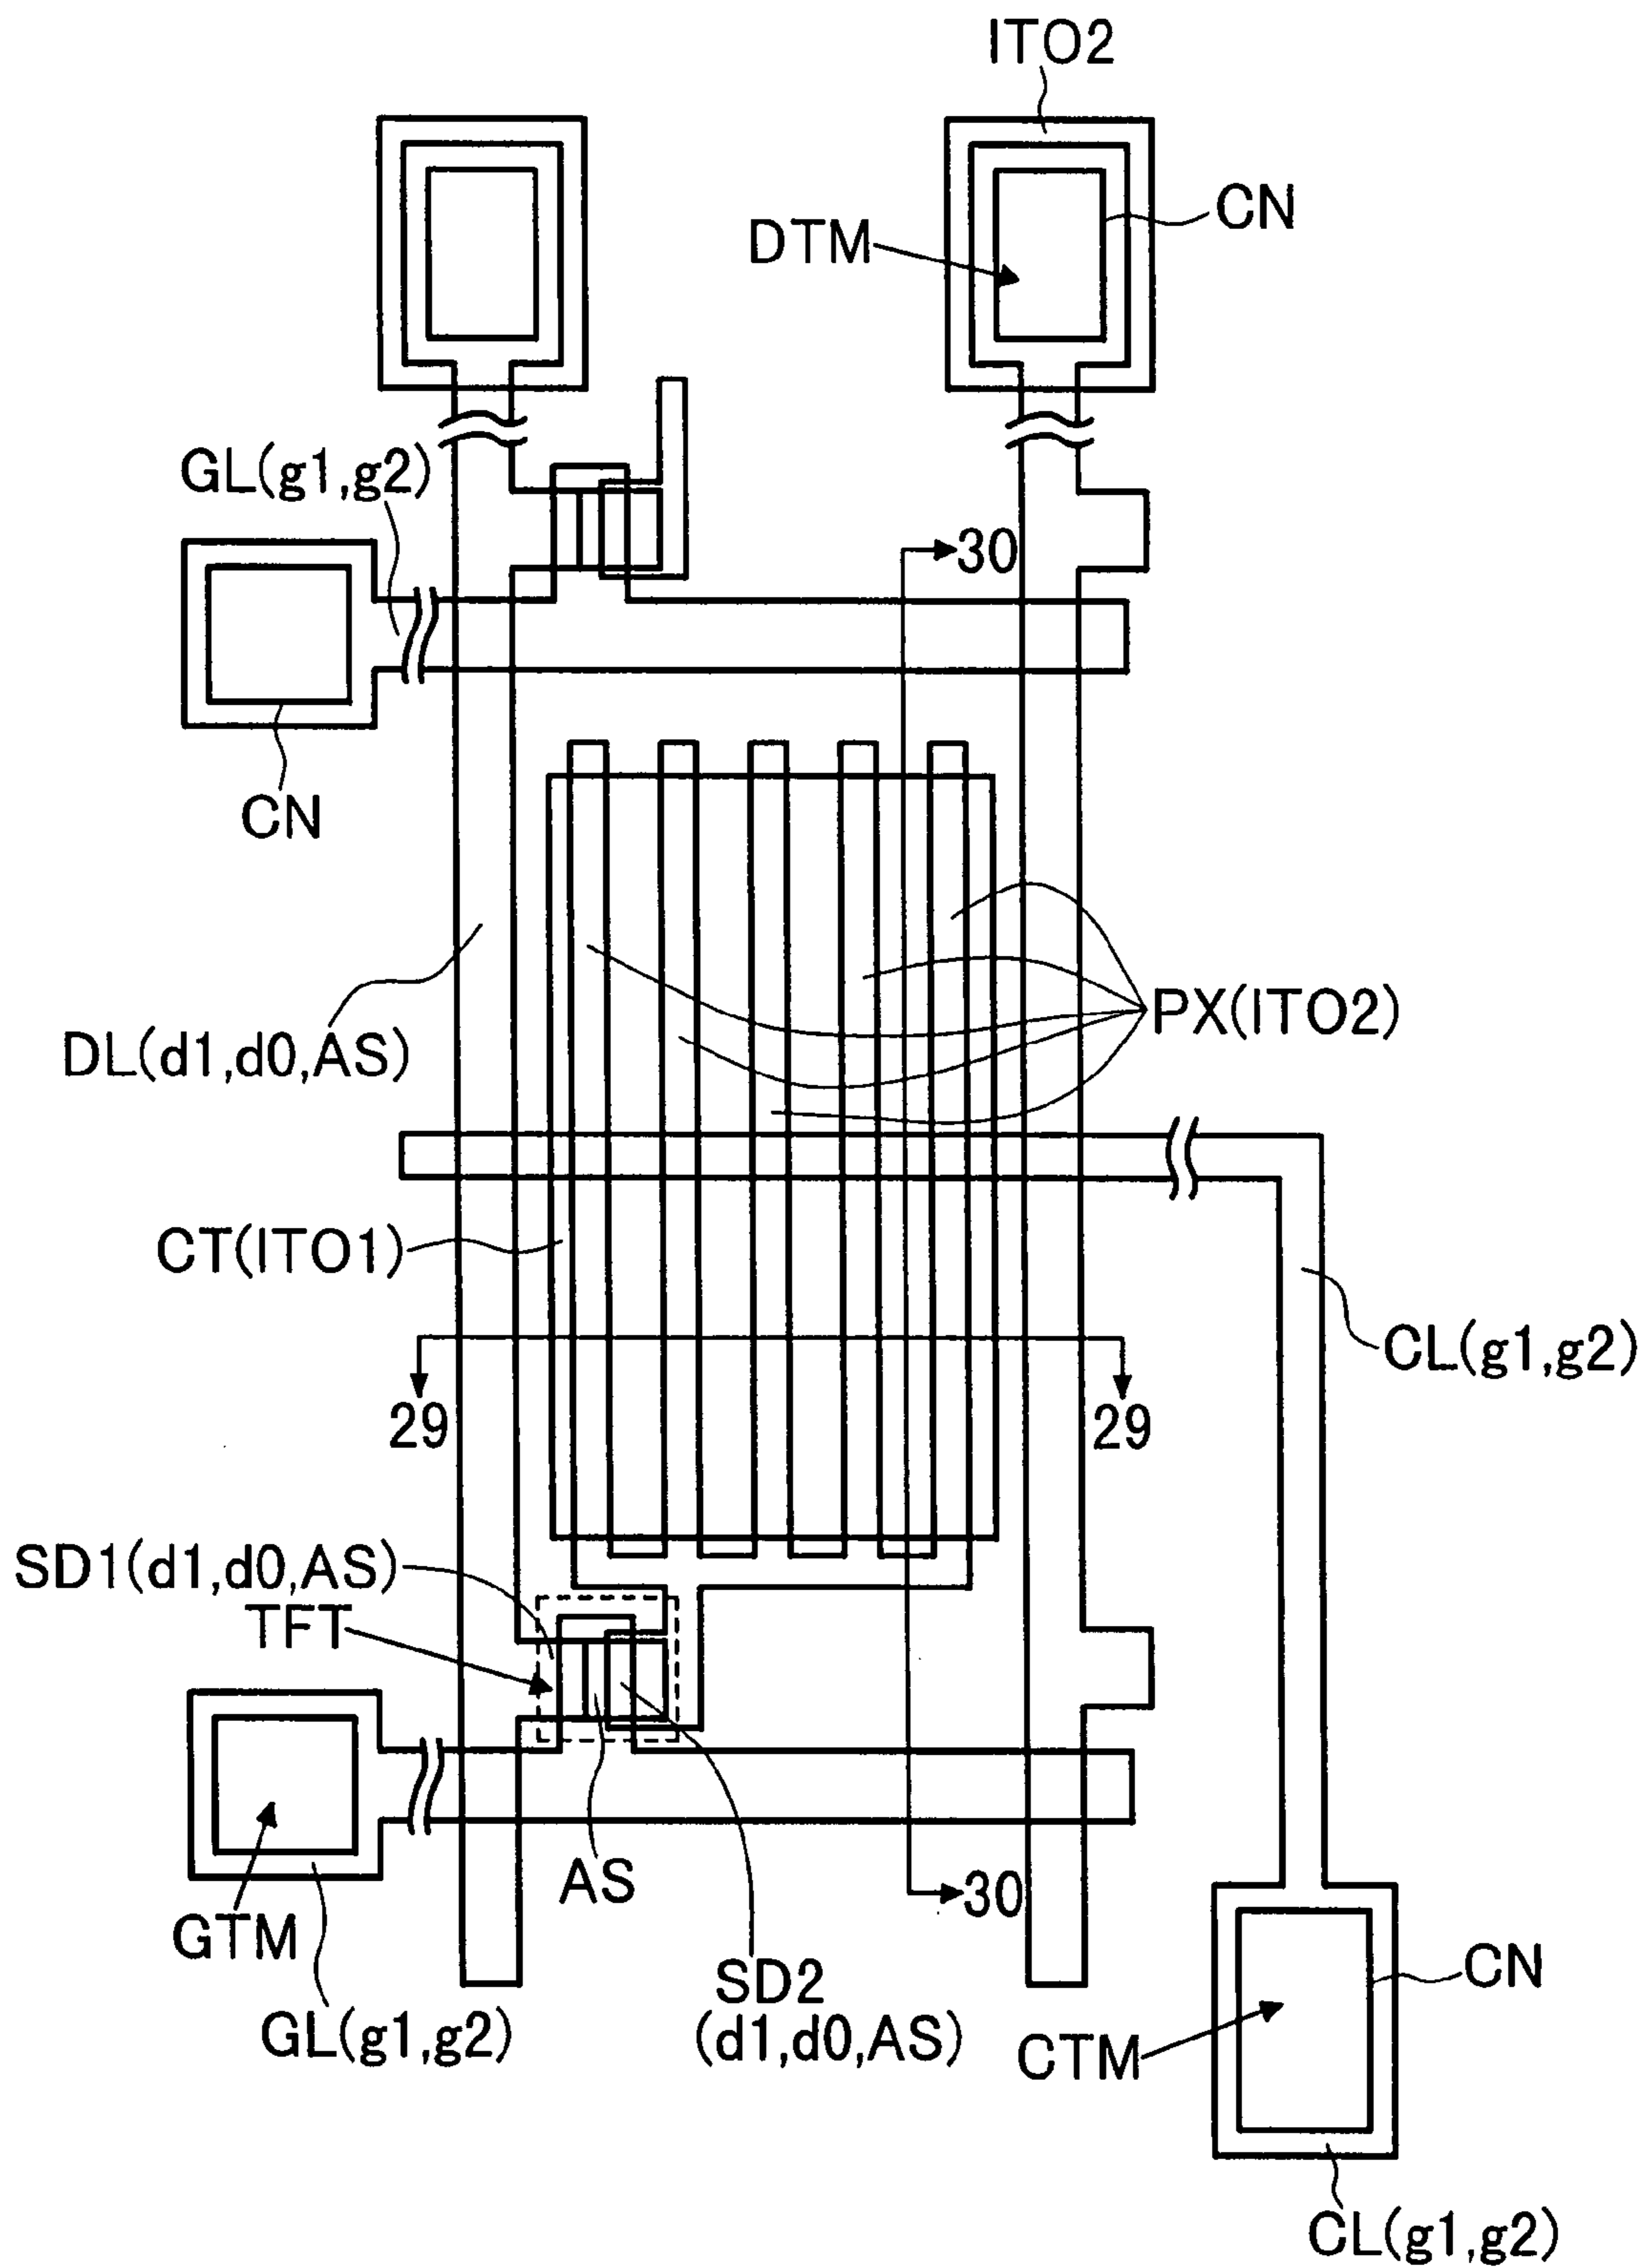 ITO2
CN
DTM
GL(g1,g2)
30
CN
PX(ITO2)
DL(d1,d0,AS)
CT(ITO1)
CL(g1,g2)
29
29
SD1(d1,d0,AS)
TFT
AS
30
GTM
SD2
(d1,d0,AS)
CN
GL(g1,g2)
CTM
CL(g1,g2)